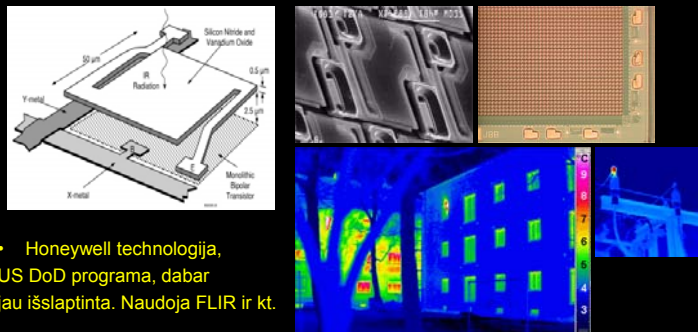 Silicon Nitride and
Vanadium Oxide
50 µm
IR
Radiation
0.5 µm
Y-metal
2.5 µm
B
E
X-metal
Monolithic
Bipolar
Transistor
C
9
8
7
6
5
4
3
• Honeywell technologija,
US DoD programa, dabar
jau išslaptinta. Naudoja FLIR ir kt.